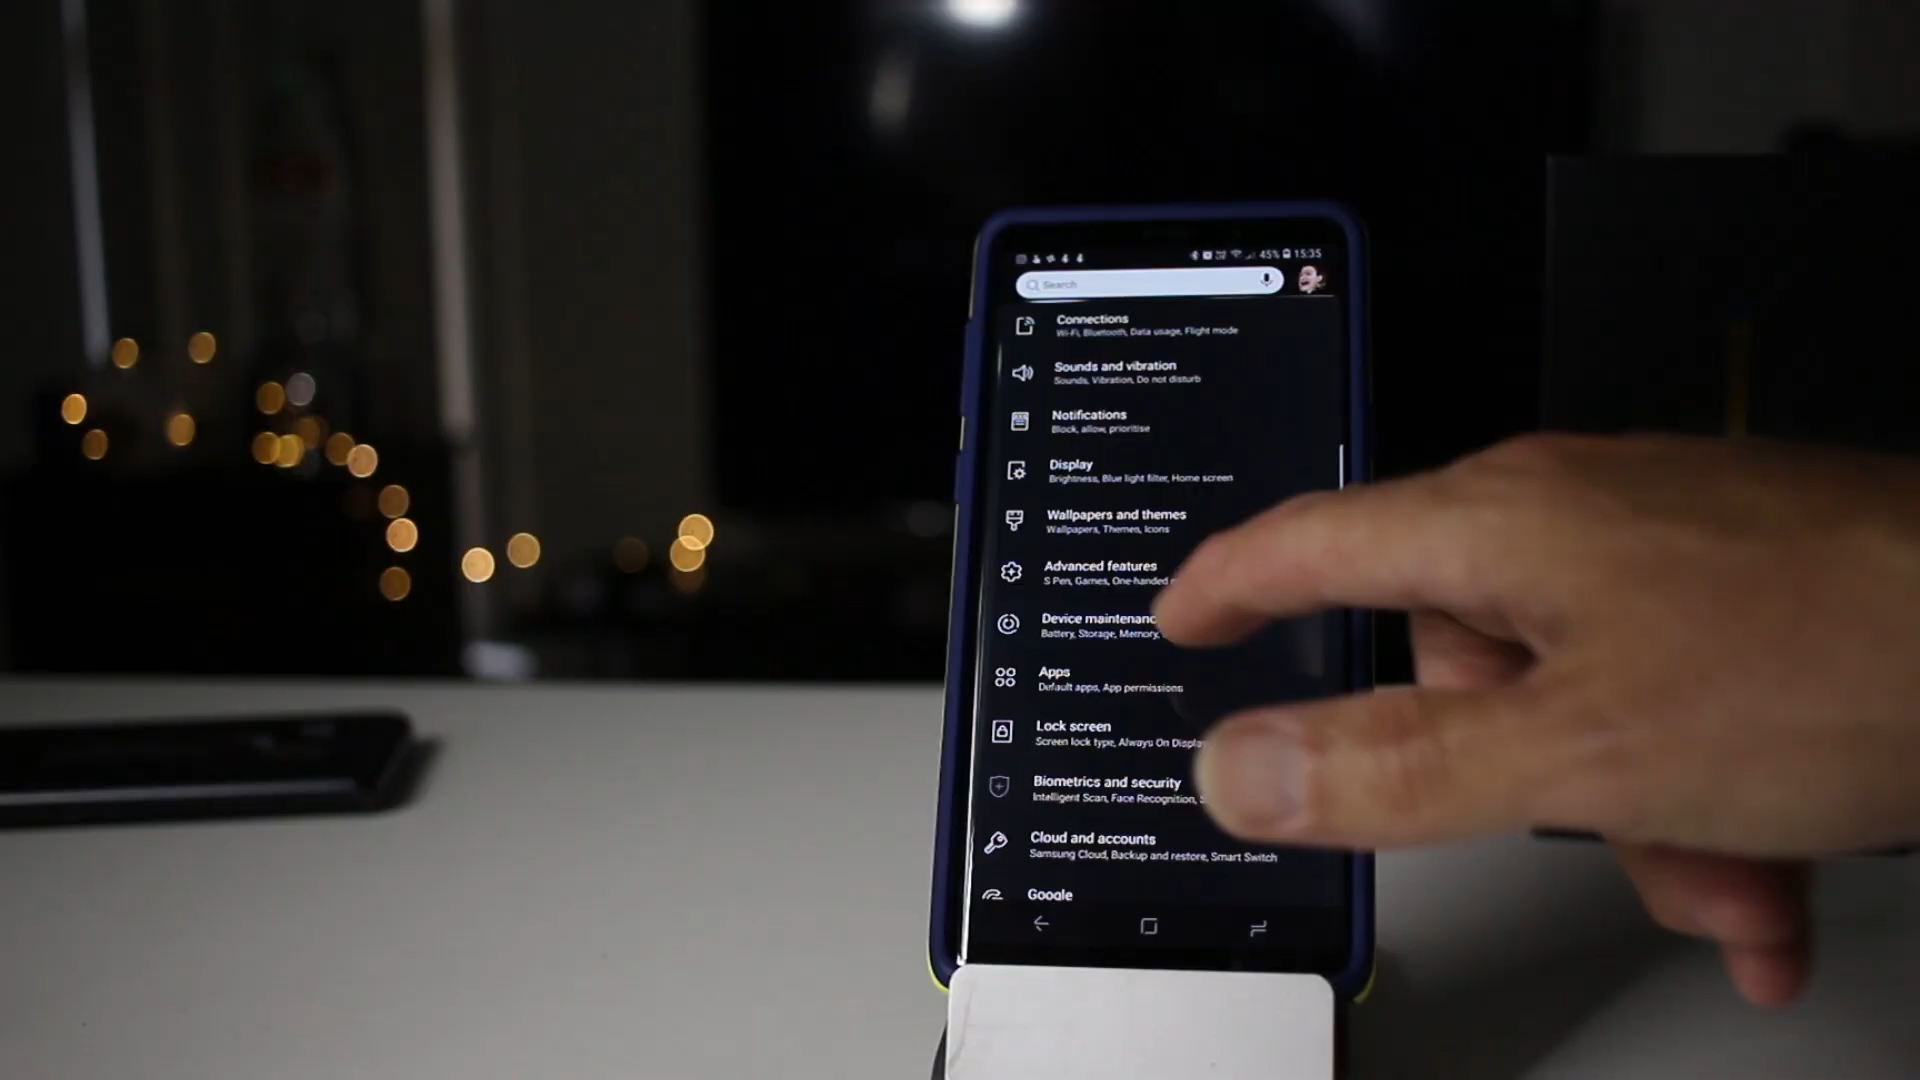 45% 15:35
Search
Connections
Wi-Fi, Bluetooth, Data usage, Flight mode
Sounds and vibration
Sounds, Vibration, Do not disturb
Notifications
Block, allow, prioritise
Display
Brightness, Blue light filter, Home screen
Wallpapers and themes
Wallpapers, Themes, Icons
Advanced features
S Pen, Games, One-handed
Device maintenanc
Battery, Storage, Memory,
Apps
Default apps, App permissions
Lock screen
Screen lock type, Always On Display
Biometrics and security
Intelligent Scan, Face Recognition,
Cloud and accounts
Samsung Cloud, Backup and restore, Smart Switch
Google